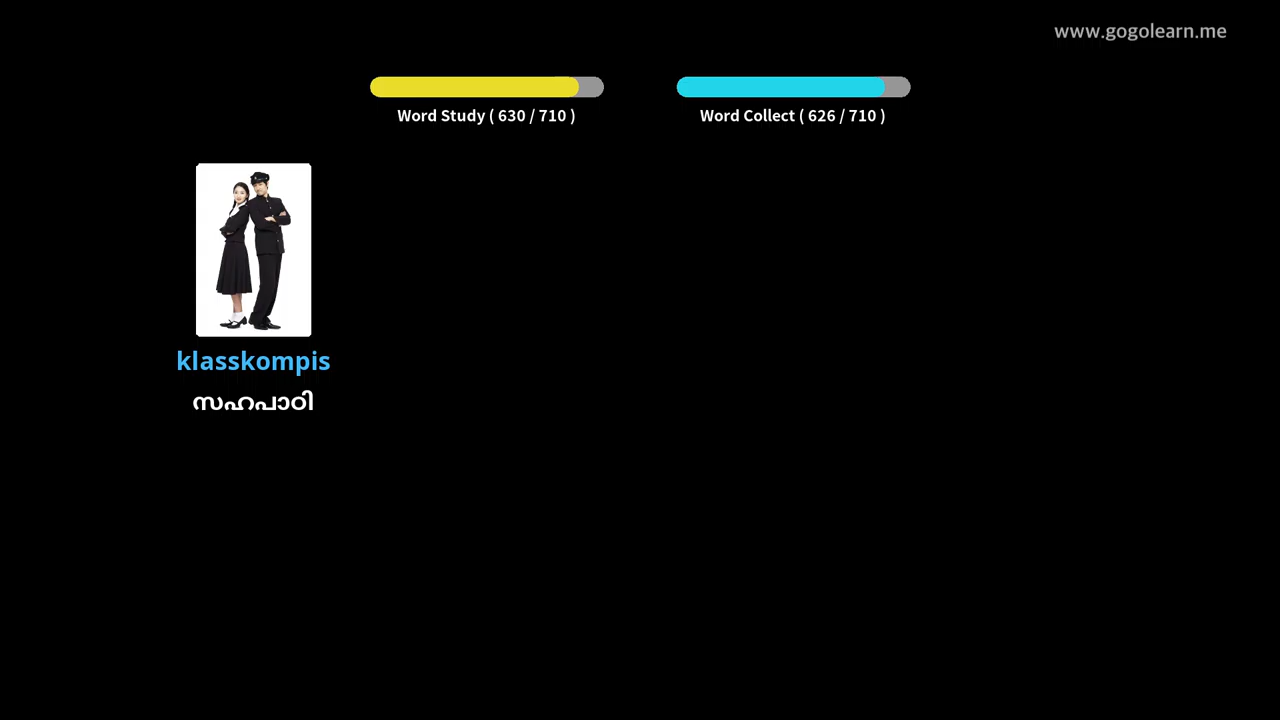 www.gogolearn.me
Word Study ( 630 / 710 )
Word Collect ( 626 / 710 )
klasskompis
സഹപാഠി